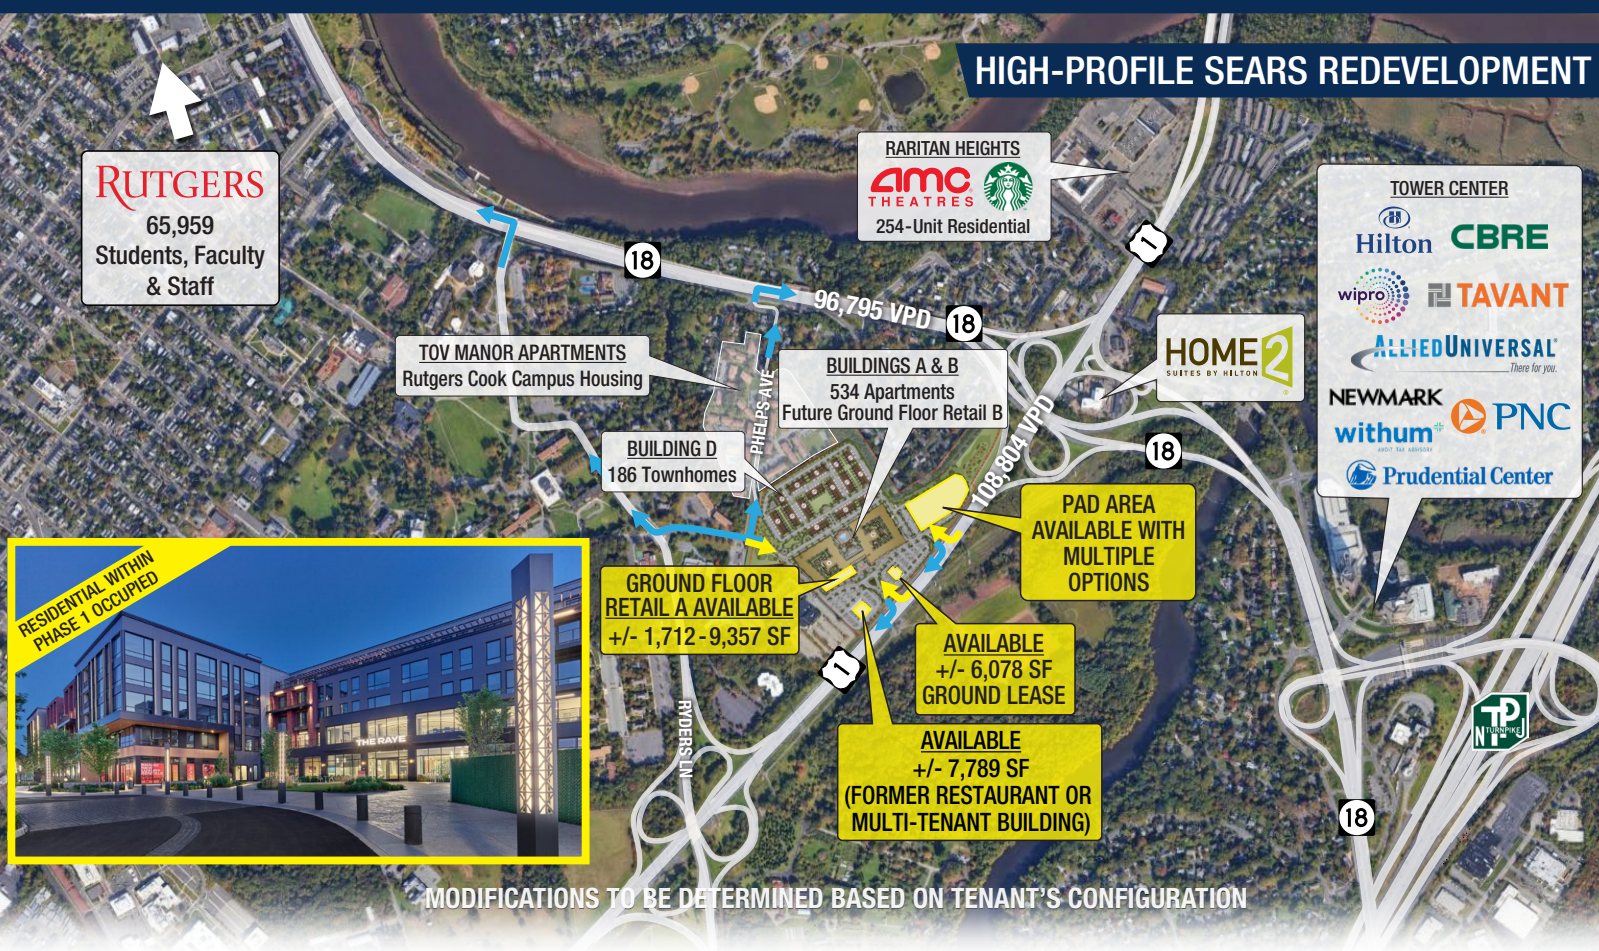 HIGH-PROFILE SEARS REDEVELOPMENT
RUTGERS
65,959
Students, Faculty
& Staff
RARITAN HEIGHTS
amc
THEATRES
254-Unit Residential
TOWER CENTER
Hilton
CBRE
wipro
TAVANT
ALLIEDUNIVERSAL
There for you.
NEWMARK
withum
AUDIT TAX ADVISORY
PNC
Prudential Center
1
18
96,795 VPD
18
HOME2
SUITES BY HILTON
TOV MANOR APARTMENTS
Rutgers Cook Campus Housing
PHELPS AVE
BUILDINGS A & B
534 Apartments
Future Ground Floor Retail B
108,804 VPD
18
BUILDING D
186 Townhomes
PAD AREA
AVAILABLE WITH
MULTIPLE
OPTIONS
RESIDENTIAL WITHIN
PHASE 1 OCCUPIED
THE RAYE
GROUND FLOOR
RETAIL A AVAILABLE
+/- 1,712-9,357 SF
AVAILABLE
+/- 6,078 SF
GROUND LEASE
1
RYDERS LN
AVAILABLE
+/- 7,789 SF
(FORMER RESTAURANT OR
MULTI-TENANT BUILDING)
NTPJ
TURNPIKE
18
MODIFICATIONS TO BE DETERMINED BASED ON TENANT'S CONFIGURATION